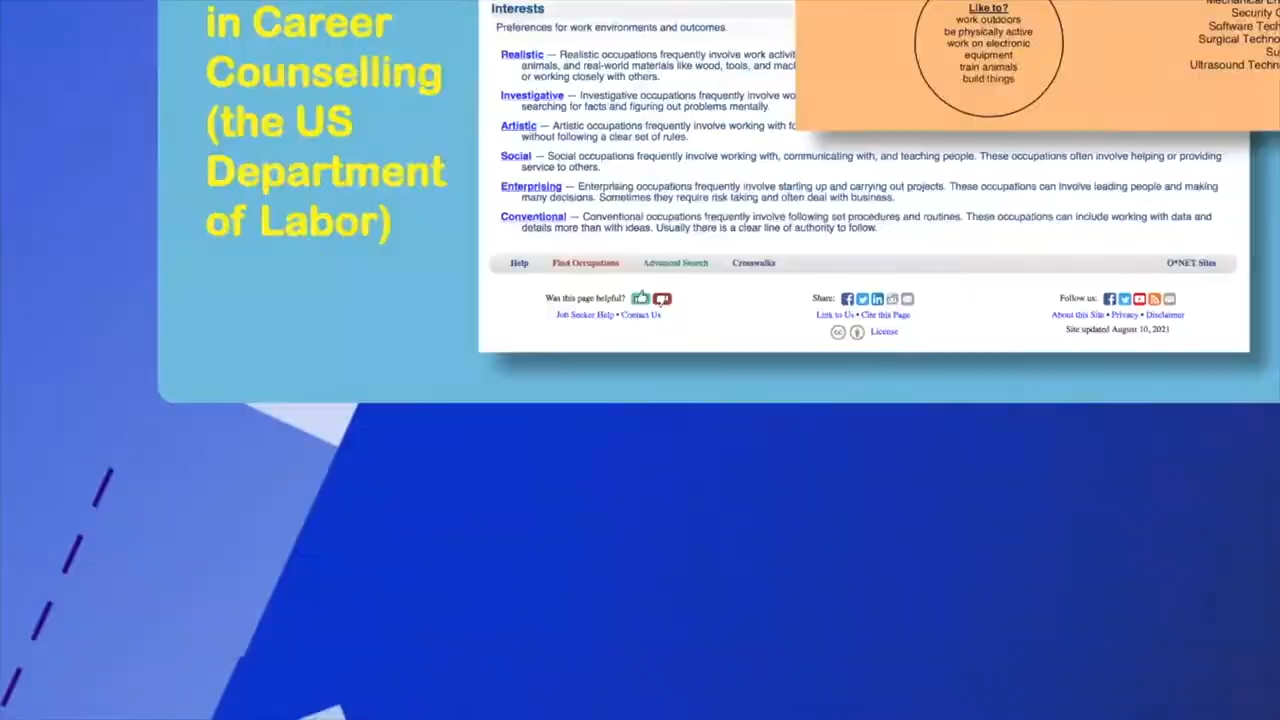 in Career
Counselling
(the US
Department
of Labor)
Interests
Preferences for work environments and outcomes.
Realistic — Realistic occupations frequently involve work activit
animals, and real-world materials like wood, tools, and mac
or working closely with others.
Investigative — Investigative occupations frequently involve wo
searching for facts and figuring out problems mentally.
Artistic — Artistic occupations frequently involve working with fo
without following a clear set of rules.
Social — Social occupations frequently involve working with, communicating with, and teaching people. These occupations often involve helping or providing
service to others.
Enterprising — Enterprising occupations frequently involve starting up and carrying out projects. These occupations can involve leading people and making
many decisions. Sometimes they require risk taking and often deal with business.
Conventional — Conventional occupations frequently involve following set procedures and routines. These occupations can include working with data and
details more than with ideas. Usually there is a clear line of authority to follow.
Like to?
work outdoors
be physically active
work on electronic
equipment
train animals
build things
Security
Software Tech
Surgical Techno
Su
Ultrasound Techn
Help Find Occupations Advanced Search Crosswalks O*NET Sites
Was this page helpful? Share: Follow us:
Job Seeker Help • Contact Us Link to Us • Cite this Page About this Site • Privacy • Disclaimer
License Site updated August 10, 2021